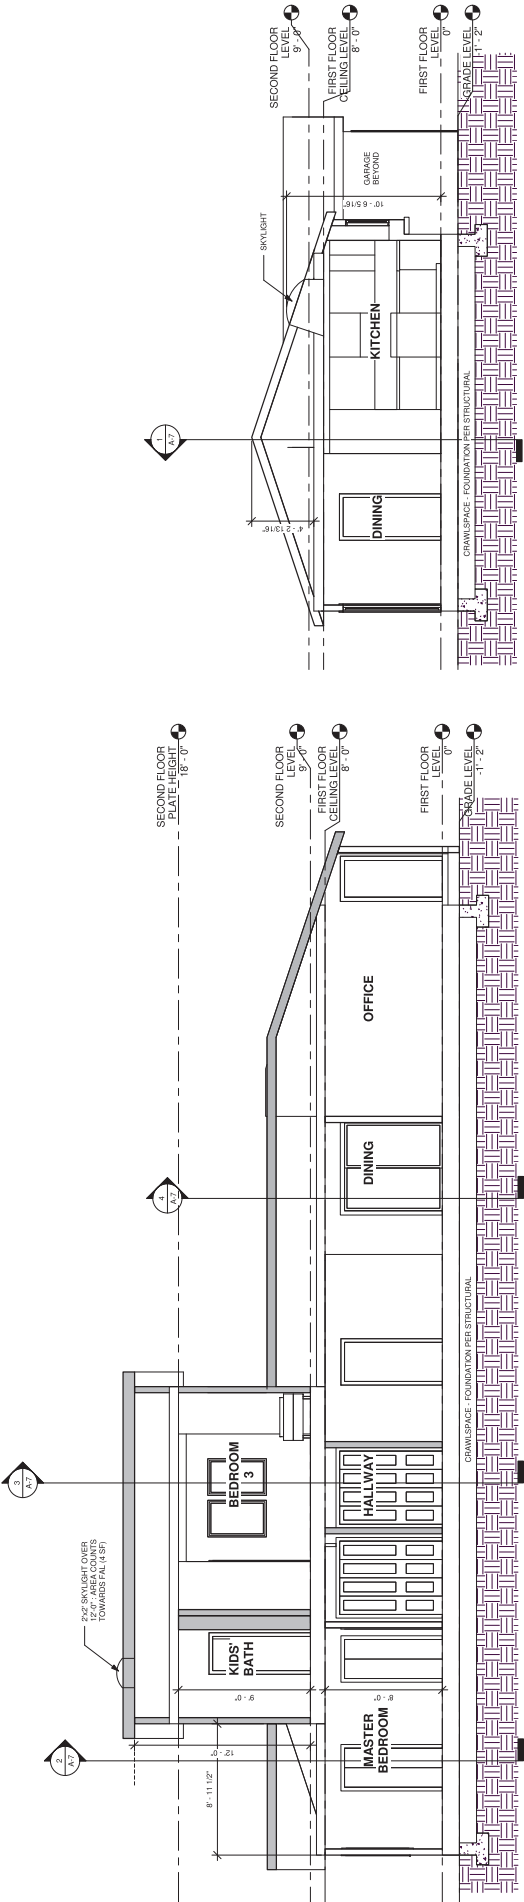 2
A-7
3
A-7
4
A-7
2'x2' SKYLIGHT OVER
12'-0": AREA COUNTS
TOWARDS FAL (4 SF)
SECOND FLOOR
PLATE HEIGHT
18' - 0"
SECOND FLOOR
LEVEL
9' - 0"
FIRST FLOOR
CEILING LEVEL
8' - 0"
FIRST FLOOR
LEVEL
0"
GRADE LEVEL
-1' - 2"
8' - 11 1/2"
12' - 0"
9' - 0"
8' - 0"
KIDS'
BATH
BEDROOM
3
MASTER
BEDROOM
HALLWAY
DINING
OFFICE
CRAWLSPACE - FOUNDATION PER STRUCTURAL
1
A-7
SKYLIGHT
SECOND FLOOR
LEVEL
9' - 0"
FIRST FLOOR
CEILING LEVEL
8' - 0"
FIRST FLOOR
LEVEL
0"
GRADE LEVEL
-1' - 2"
4' - 2 13/16"
10' - 6 5/16"
GARAGE
BEYOND
DINING
KITCHEN
CRAWLSPACE - FOUNDATION PER STRUCTURAL